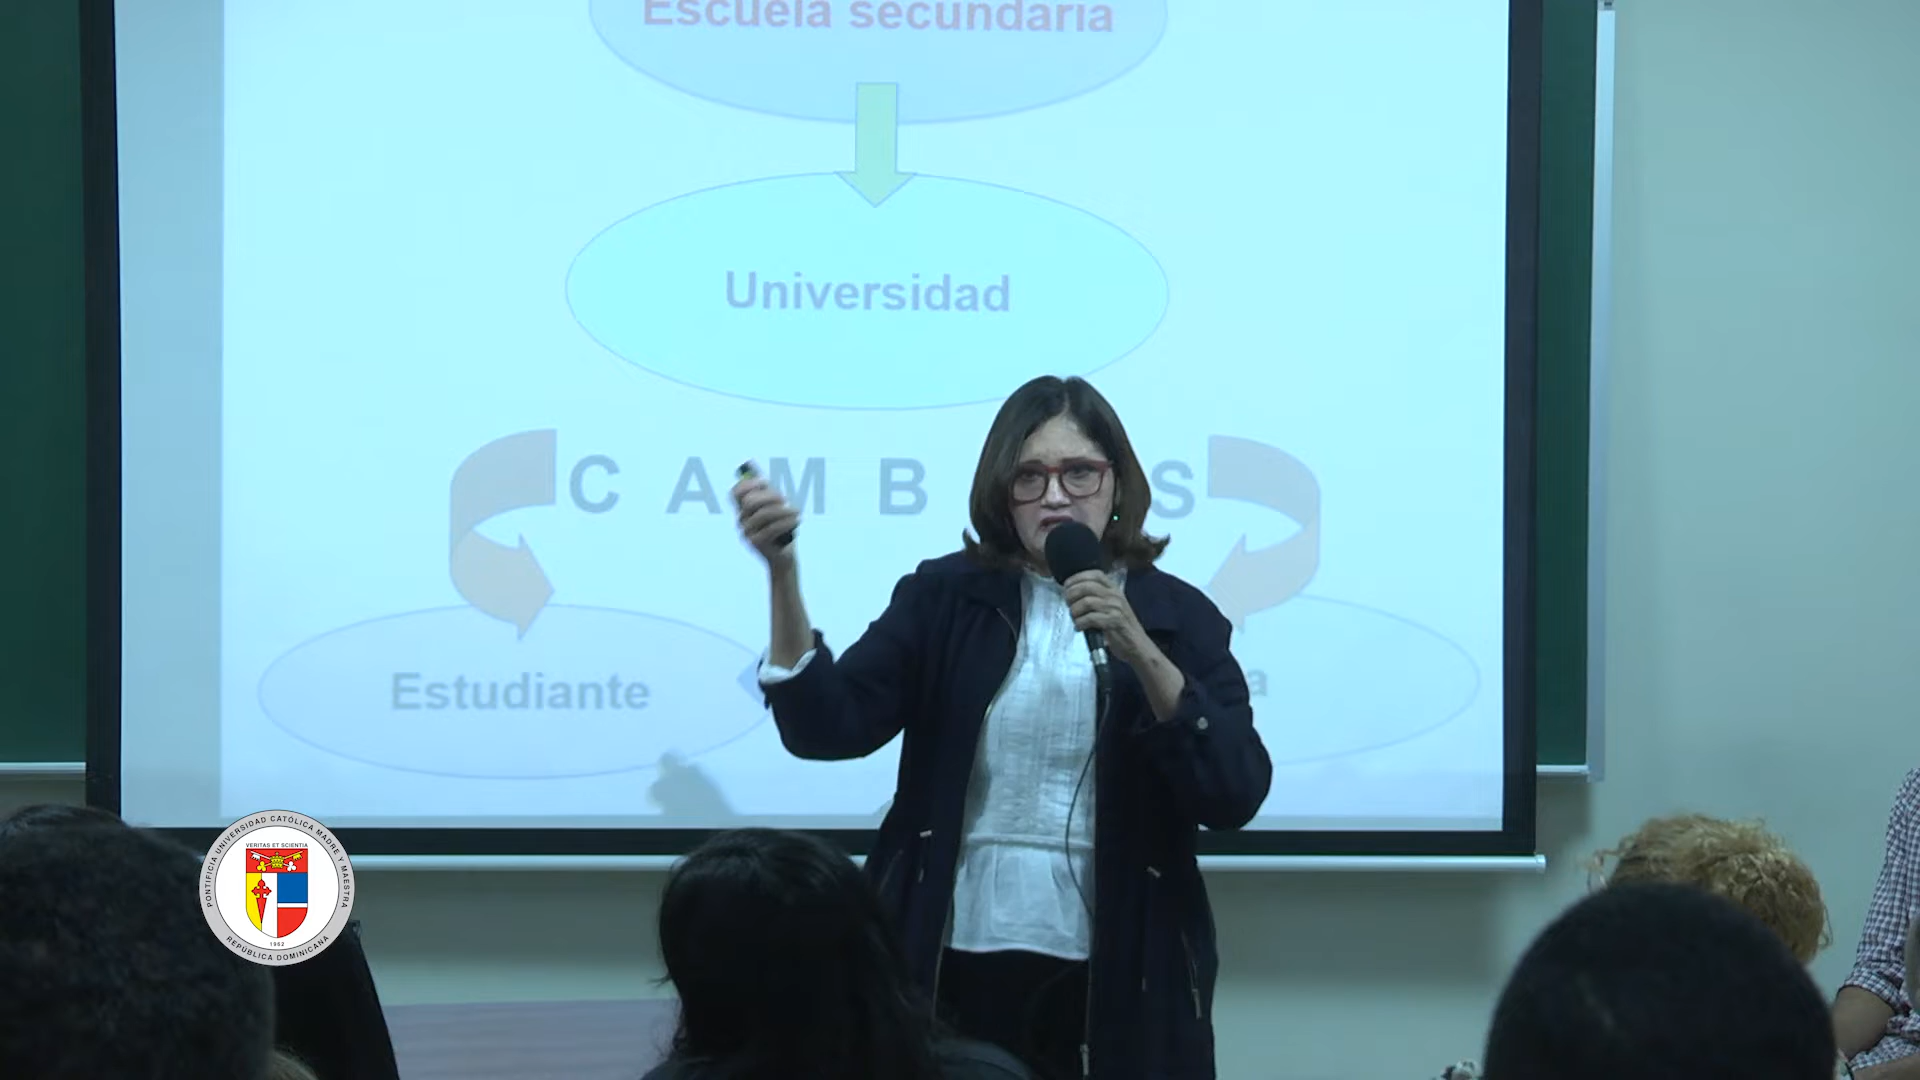 Escuela secundaria
Universidad
C A M B S
Estudiante
a
PONTIFICIA UNIVERSIDAD CATÓLICA MADRE Y MAESTRA
VERITAS ET SCIENTIA
1962
REPÚBLICA DOMINICANA